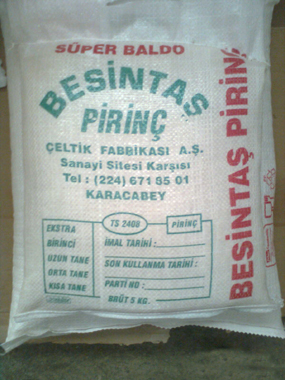 SÜPER BALDO
BESİNTAŞ
PİRİNÇ
ÇELTİK FABRİKASI A.Ş.
Sanayi Sitesi Karşısı
Tel : (224) 671 85 01
KARACABEY
EKSTRA
BİRİNCİ
UZUN TANE
ORTA TANE
KISA TANE
TS 2408
PİRİNÇ
İMAL TARİHİ :
SON KULLANMA TARİHİ :
PARTİ NO :
BRÜT 5 KG.
BESİNTAŞ PİRİNÇ